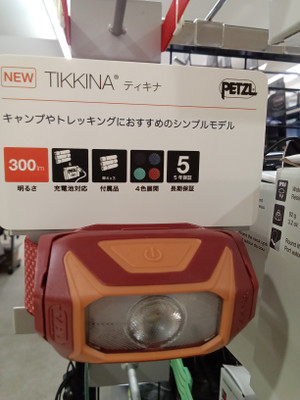 NEW TIKKINA® ティキナ
PETZL
キャンプやトレッキングにおすすめのシンプルモデル
300lm
5
5年保証
明るさ
充電池対応
付属品
4色展開
長期保証
PETZL